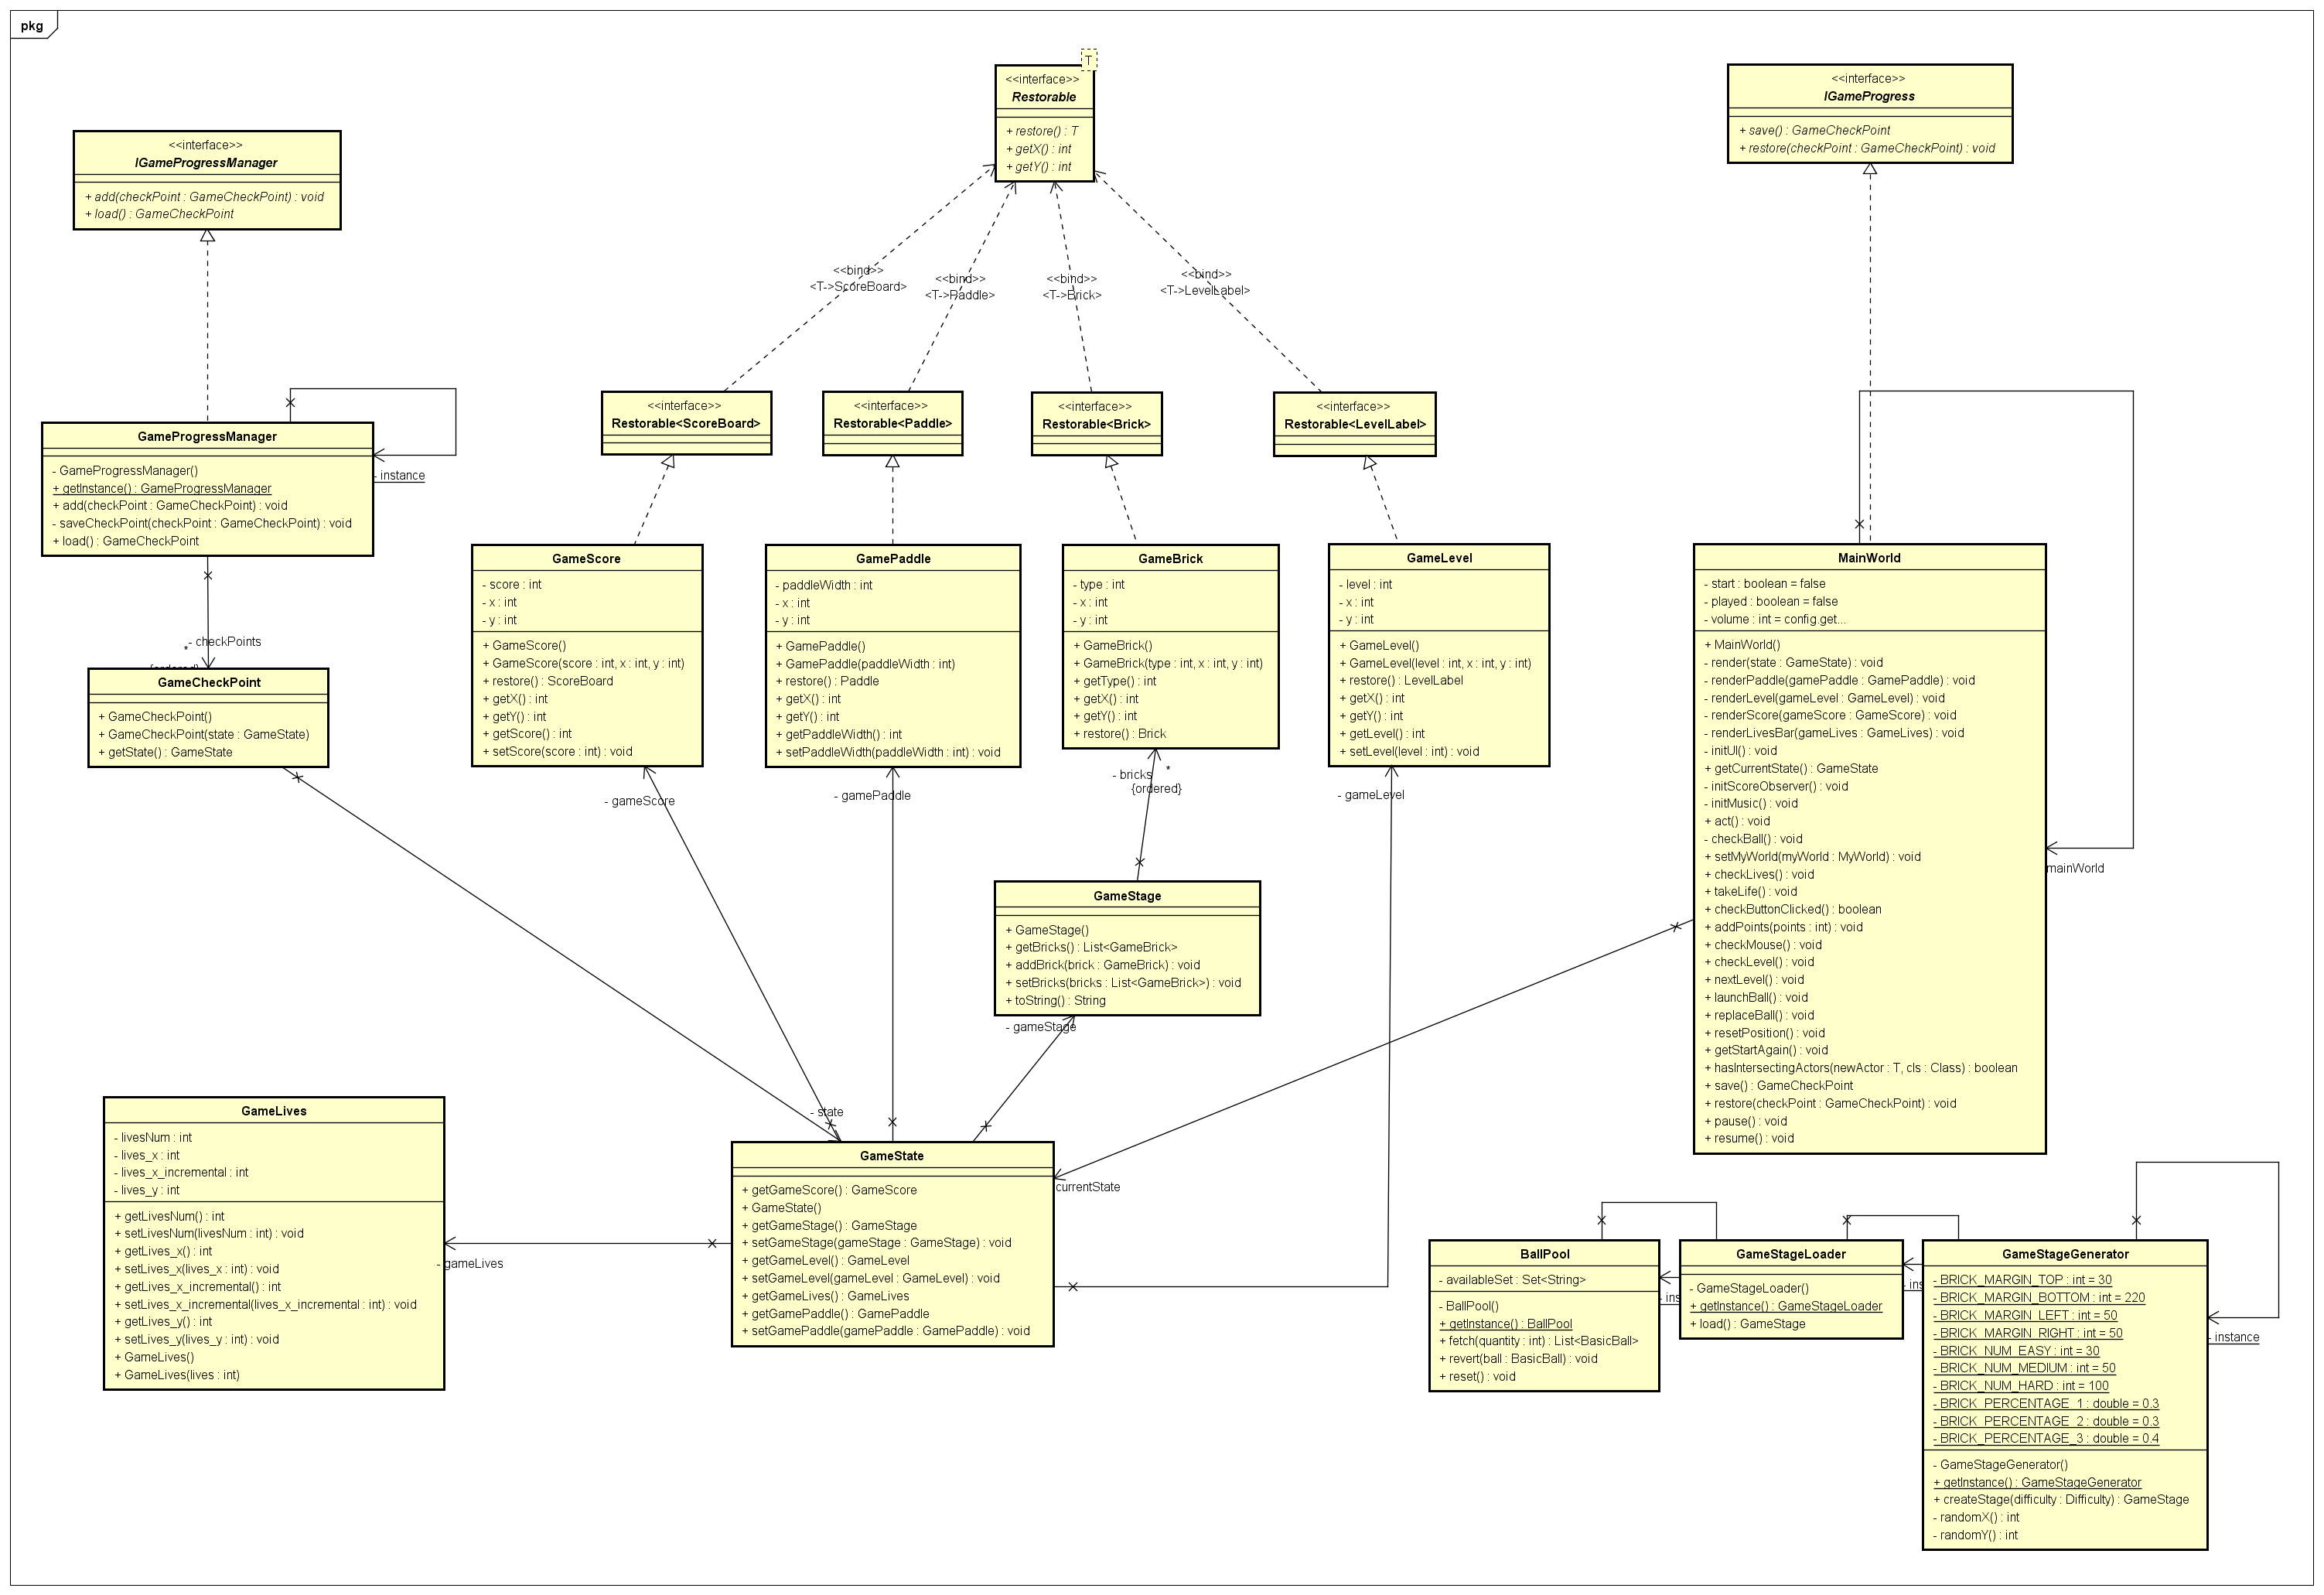 pkg
<<interface>>
IGameProgressManager
+ add(checkPoint : GameCheckPoint) : void
+ load() : GameCheckPoint
T
<<interface>>
Restorable
+ restore() : T
+ getX() : int
+ getY() : int
<<interface>>
IGameProgress
+ save() : GameCheckPoint
+ restore(checkPoint : GameCheckPoint) : void
<<bind>>
<T->ScoreBoard>
<<bind>>
<T->Paddle>
<<bind>>
<T->Brick>
<<bind>>
<T->LevelLabel>
GameProgressManager
- GameProgressManager()
+ getInstance() : GameProgressManager
+ add(checkPoint : GameCheckPoint) : void
- saveCheckPoint(checkPoint : GameCheckPoint) : void
+ load() : GameCheckPoint
- instance
<<interface>>
Restorable<ScoreBoard>
<<interface>>
Restorable<Paddle>
<<interface>>
Restorable<Brick>
<<interface>>
Restorable<LevelLabel>
- checkPoints
*
{ordered}
GameCheckPoint
+ GameCheckPoint()
+ GameCheckPoint(state : GameState)
+ getState() : GameState
GameScore
- score : int
- x : int
- y : int
+ GameScore()
+ GameScore(score : int, x : int, y : int)
+ restore() : ScoreBoard
+ getX() : int
+ getY() : int
+ getScore() : int
+ setScore(score : int) : void
GamePaddle
- paddleWidth : int
- x : int
- y : int
+ GamePaddle()
+ GamePaddle(paddleWidth : int)
+ restore() : Paddle
+ getX() : int
+ getY() : int
+ getPaddleWidth() : int
+ setPaddleWidth(paddleWidth : int) : void
GameBrick
- type : int
- x : int
- y : int
+ GameBrick()
+ GameBrick(type : int, x : int, y : int)
+ getType() : int
+ getX() : int
+ getY() : int
+ restore() : Brick
GameLevel
- level : int
- x : int
- y : int
+ GameLevel()
+ GameLevel(level : int, x : int, y : int)
+ restore() : LevelLabel
+ getX() : int
+ getY() : int
+ getLevel() : int
+ setLevel(level : int) : void
MainWorld
- start : boolean = false
- played : boolean = false
- volume : int = config.get...
+ MainWorld()
- render(state : GameState) : void
- renderPaddle(gamePaddle : GamePaddle) : void
- renderLevel(gameLevel : GameLevel) : void
- renderScore(gameScore : GameScore) : void
- renderLivesBar(gameLives : GameLives) : void
- initUI() : void
+ getCurrentState() : GameState
- initScoreObserver() : void
- initMusic() : void
+ act() : void
- checkBall() : void
+ setMyWorld(myWorld : MyWorld) : void
+ checkLives() : void
+ takeLife() : void
+ checkButtonClicked() : boolean
+ addPoints(points : int) : void
+ checkMouse() : void
+ checkLevel() : void
+ nextLevel() : void
+ launchBall() : void
+ replaceBall() : void
+ resetPosition() : void
+ getStartAgain() : void
+ hasIntersectingActors(newActor : T, cls : Class) : boolean
+ save() : GameCheckPoint
+ restore(checkPoint : GameCheckPoint) : void
+ pause() : void
+ resume() : void
mainWorld
- gameScore
- gamePaddle
- bricks
*
{ordered}
- gameLevel
GameStage
+ GameStage()
+ getBricks() : List<GameBrick>
+ addBrick(brick : GameBrick) : void
+ setBricks(bricks : List<GameBrick>) : void
+ toString() : String
- gameStage
- state
GameLives
- livesNum : int
- lives_x : int
- lives_x_incremental : int
- lives_y : int
+ getLivesNum() : int
+ setLivesNum(livesNum : int) : void
+ getLives_x() : int
+ setLives_x(lives_x : int) : void
+ getLives_x_incremental() : int
+ setLives_x_incremental(lives_x_incremental : int) : void
+ getLives_y() : int
+ setLives_y(lives_y : int) : void
+ GameLives()
+ GameLives(lives : int)
- gameLives
GameState
+ getGameScore() : GameScore
+ GameState()
+ getGameStage() : GameStage
+ setGameStage(gameStage : GameStage) : void
+ getGameLevel() : GameLevel
+ setGameLevel(gameLevel : GameLevel) : void
+ getGameLives() : GameLives
+ getGamePaddle() : GamePaddle
+ setGamePaddle(gamePaddle : GamePaddle) : void
currentState
BallPool
- availableSet : Set<String>
- BallPool()
+ getInstance() : BallPool
+ fetch(quantity : int) : List<BasicBall>
+ revert(ball : BasicBall) : void
+ reset() : void
- ins
GameStageLoader
- GameStageLoader()
+ getInstance() : GameStageLoader
+ load() : GameStage
- ins
GameStageGenerator
- BRICK_MARGIN_TOP : int = 30
- BRICK_MARGIN_BOTTOM : int = 220
- BRICK_MARGIN_LEFT : int = 50
- BRICK_MARGIN_RIGHT : int = 50
- BRICK_NUM_EASY : int = 30
- BRICK_NUM_MEDIUM : int = 50
- BRICK_NUM_HARD : int = 100
- BRICK_PERCENTAGE_1 : double = 0.3
- BRICK_PERCENTAGE_2 : double = 0.3
- BRICK_PERCENTAGE_3 : double = 0.4
- GameStageGenerator()
+ getInstance() : GameStageGenerator
+ createStage(difficulty : Difficulty) : GameStage
- randomX() : int
- randomY() : int
- instance